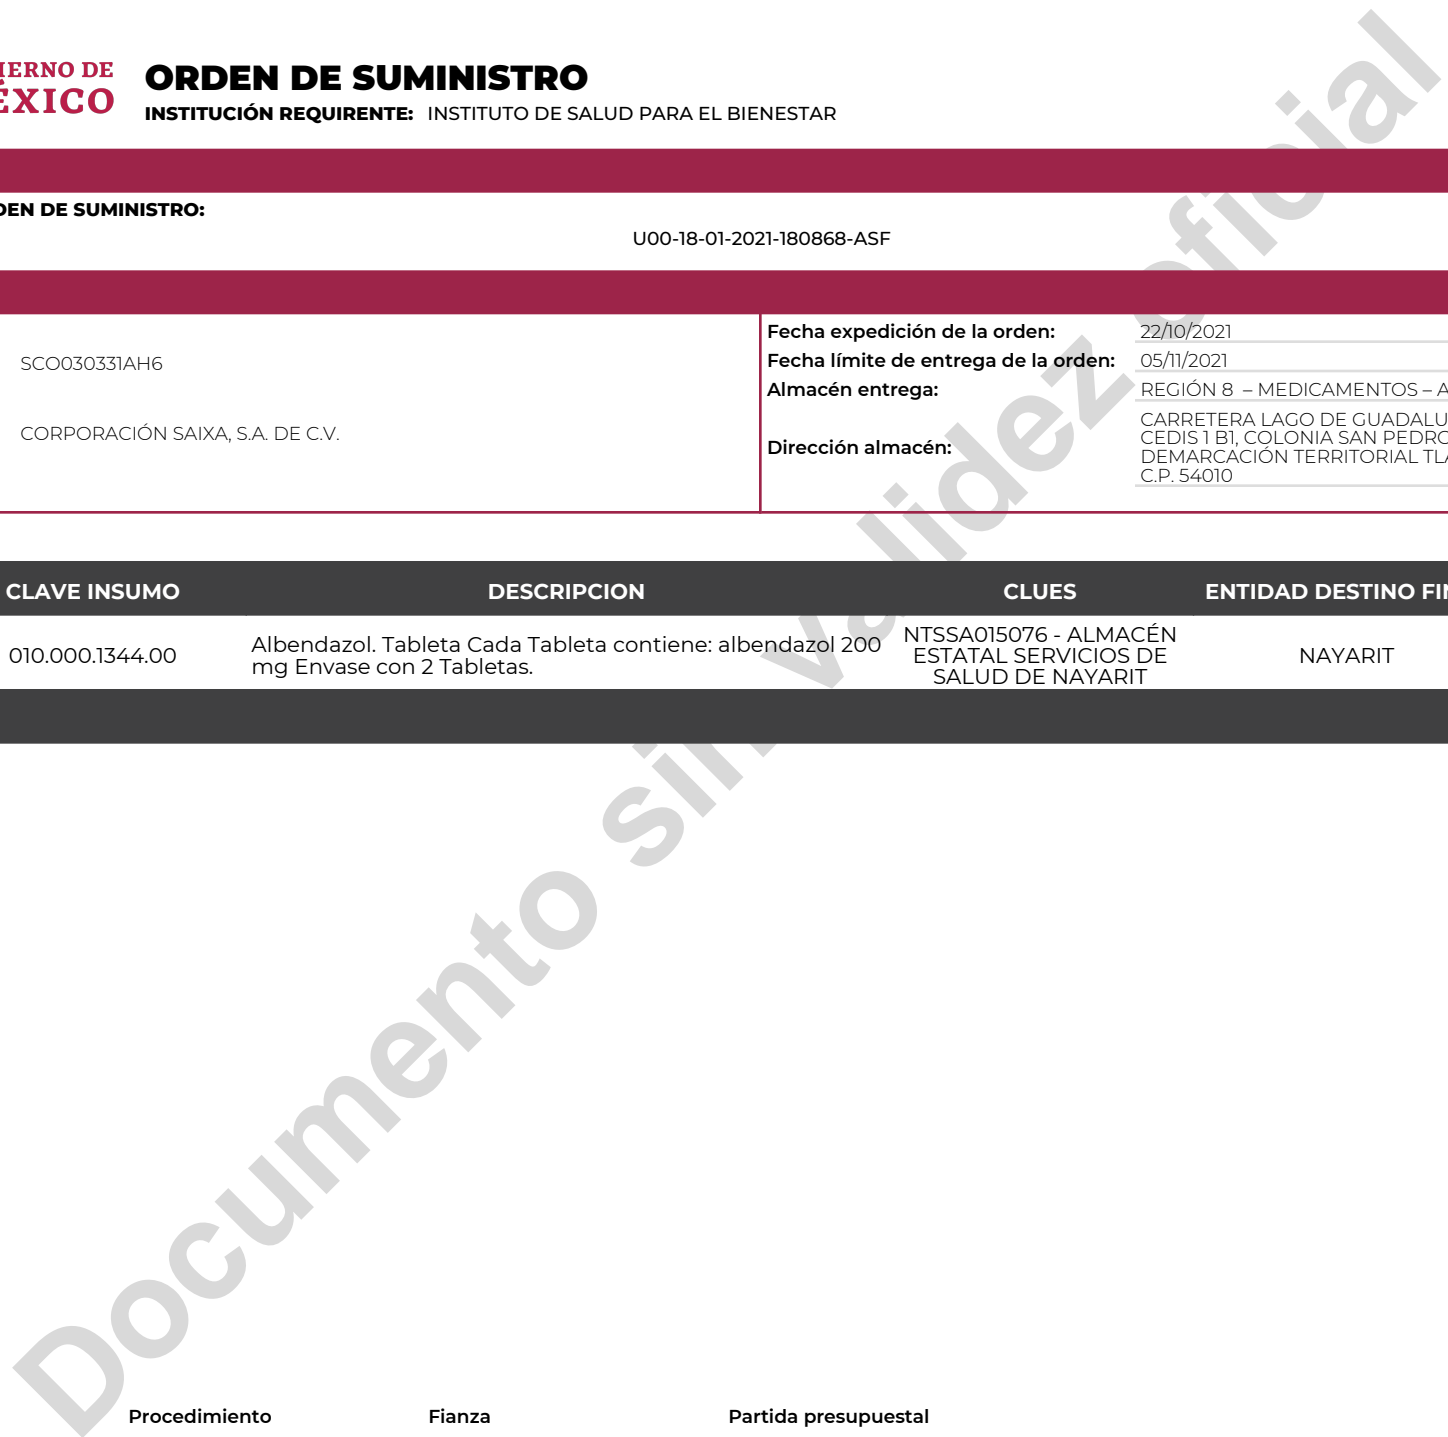 IERNO DE
ÉXICO
ORDEN DE SUMINISTRO
INSTITUCIÓN REQUIRENTE: INSTITUTO DE SALUD PARA EL BIENESTAR
DEN DE SUMINISTRO:
U00-18-01-2021-180868-ASF
SCO030331AH6
CORPORACIÓN SAIXA, S.A. DE C.V.
Fecha expedición de la orden: 22/10/2021
Fecha límite de entrega de la orden: 05/11/2021
Almacén entrega: REGIÓN 8 – MEDICAMENTOS – A
Dirección almacén:
CARRETERA LAGO DE GUADALU
CEDIS 1 B1, COLONIA SAN PEDRO
DEMARCACIÓN TERRITORIAL TLA
C.P. 54010
CLAVE INSUMO DESCRIPCION CLUES ENTIDAD DESTINO FIN
010.000.1344.00
Albendazol. Tableta Cada Tableta contiene: albendazol 200
mg Envase con 2 Tabletas.
NTSSA015076 - ALMACÉN
ESTATAL SERVICIOS DE
SALUD DE NAYARIT
NAYARIT
Documento sin validez oficial
Procedimiento Fianza Partida presupuestal